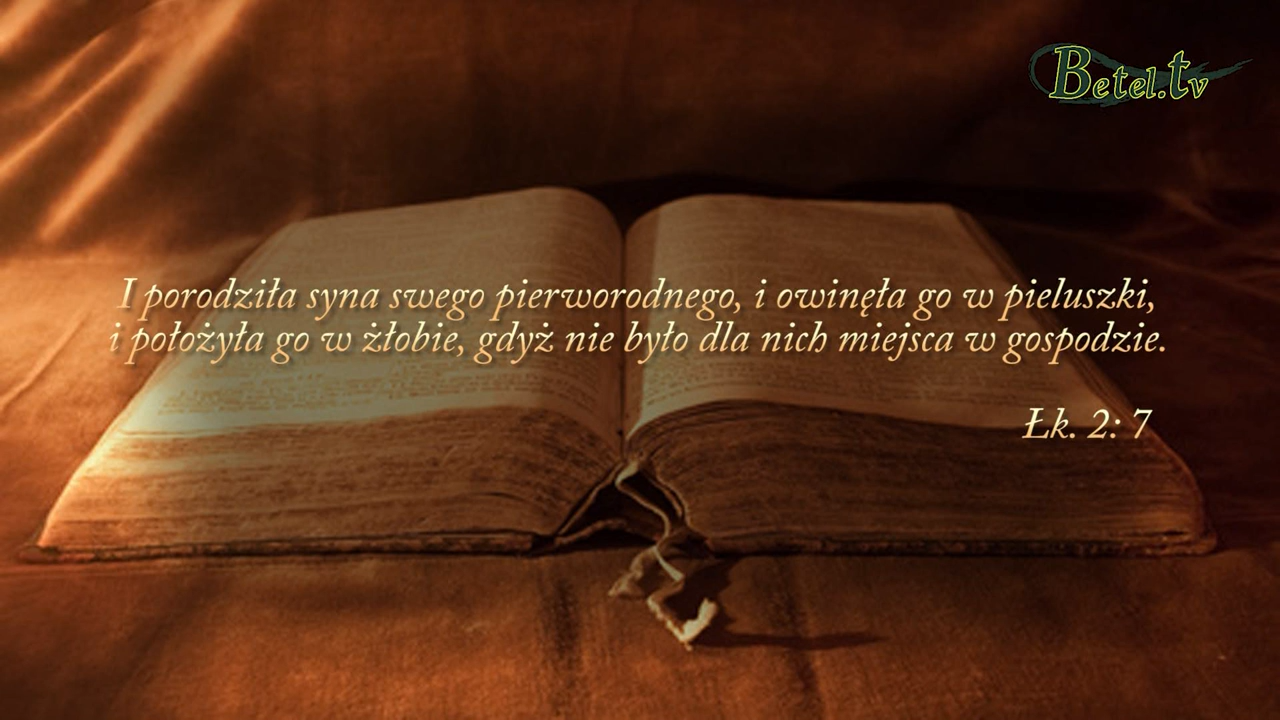 Betel.tv
I porodziła syna swego pierworodnego, i owinęła go w pieluszki,
i położyła go w żłobie, gdyż nie było dla nich miejsca w gospodzie.
Łk. 2: 7